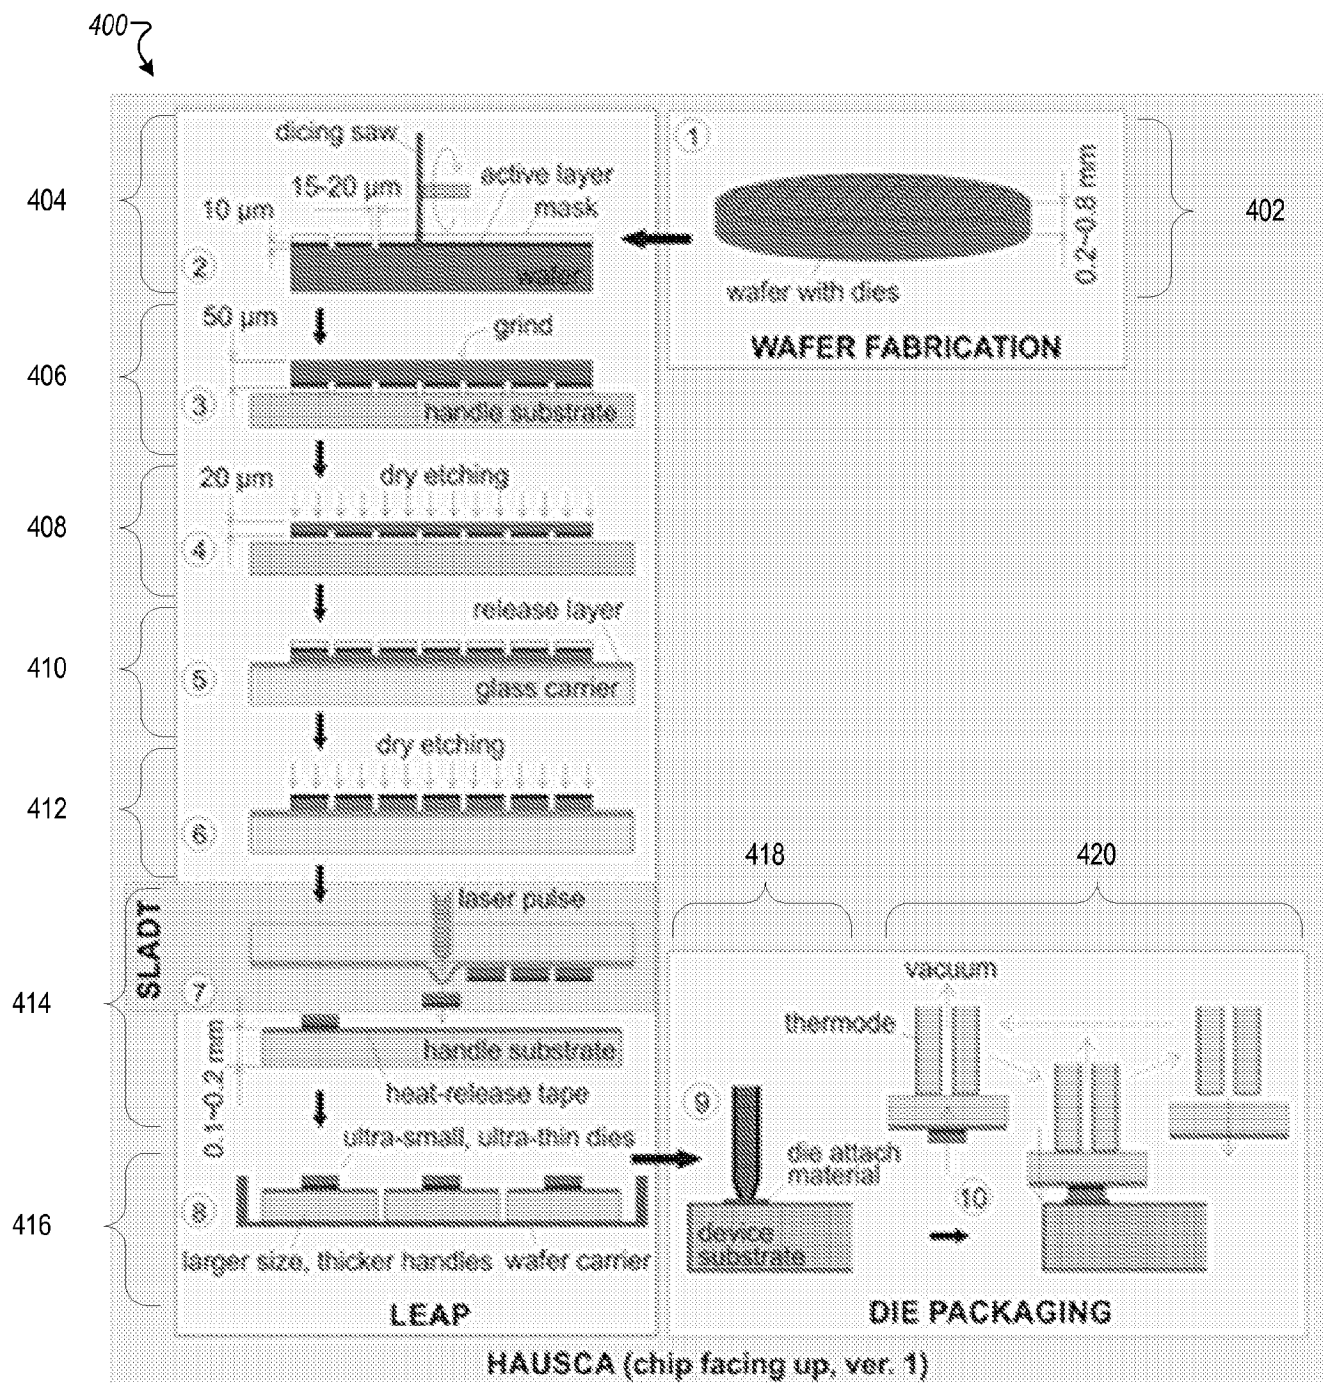 400
404
dicing saw
15-20 µm
10 µm
active layer
mask
2
wafer
1
0.2~0.8 mm
402
wafer with dies
WAFER FABRICATION
406
50 µm
grind
3
handle substrate
408
20 µm
dry etching
4
410
release layer
5
glass carrier
412
dry etching
6
414
SLADT
laser pulse
7
0.1~0.2 mm
handle substrate
heat-release tape
416
ultra-small, ultra-thin dies
8
larger size, thicker handles
wafer carrier
LEAP
418
420
vacuum
thermode
9
die attach
material
10
device
substrate
DIE PACKAGING
HAUSCA (chip facing up, ver. 1)